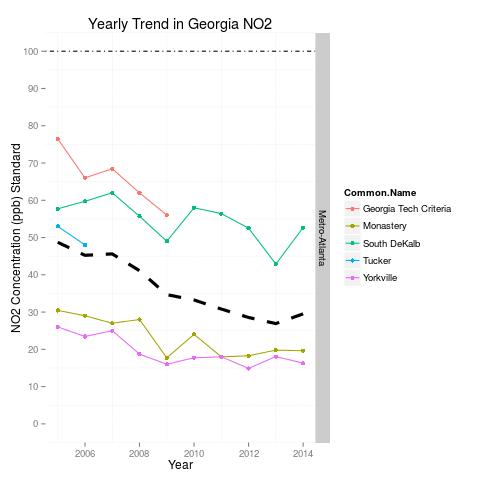 Yearly Trend in Georgia NO2
NO2 Concentration (ppb) Standard
100
90
80
70
60
50
40
30
20
10
0
2006
2008
2010
2012
2014
Year
Metro-Atlanta
Common.Name
Georgia Tech Criteria
Monastery
South DeKalb
Tucker
Yorkville